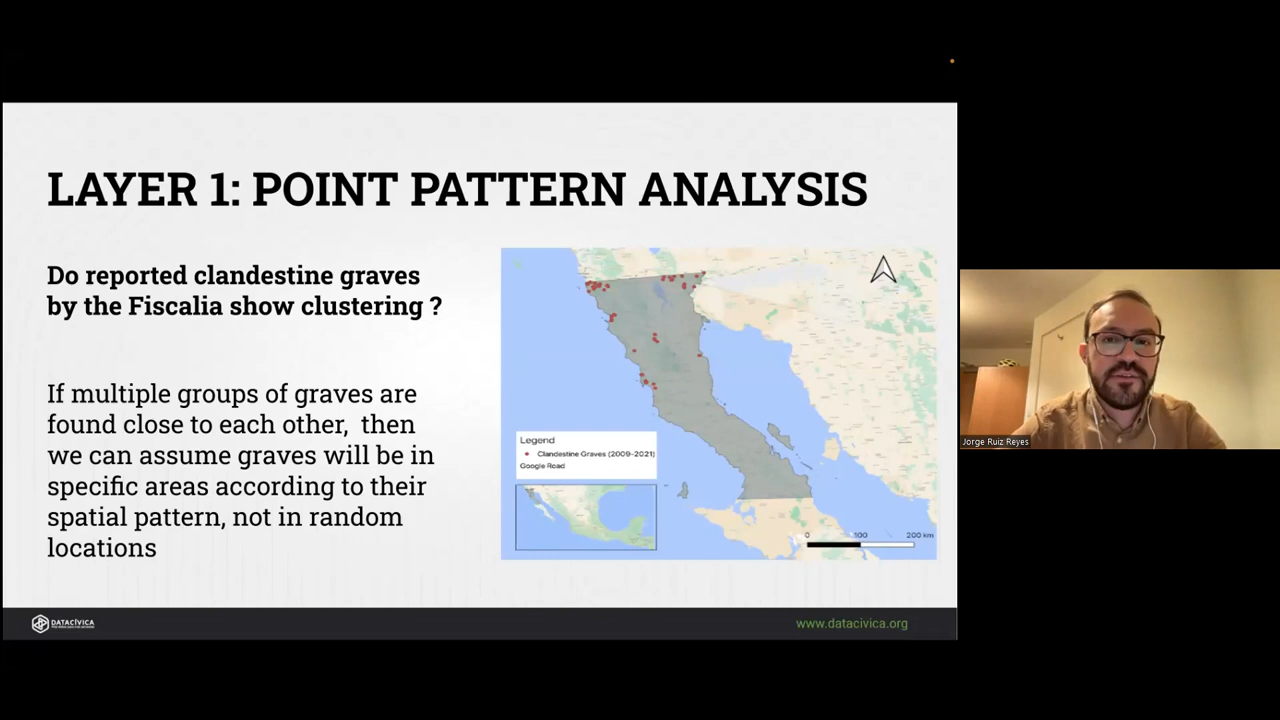 LAYER 1: POINT PATTERN ANALYSIS
Do reported clandestine graves
by the Fiscalia show clustering ?
If multiple groups of graves are
found close to each other, then
we can assume graves will be in
specific areas according to their
spatial pattern, not in random
locations
Legend
Clandestine Graves (2009-2021)
Google Road
0 100 200 km
DATACÍVICA
www.datacivica.org
Jorge Ruiz Reyes